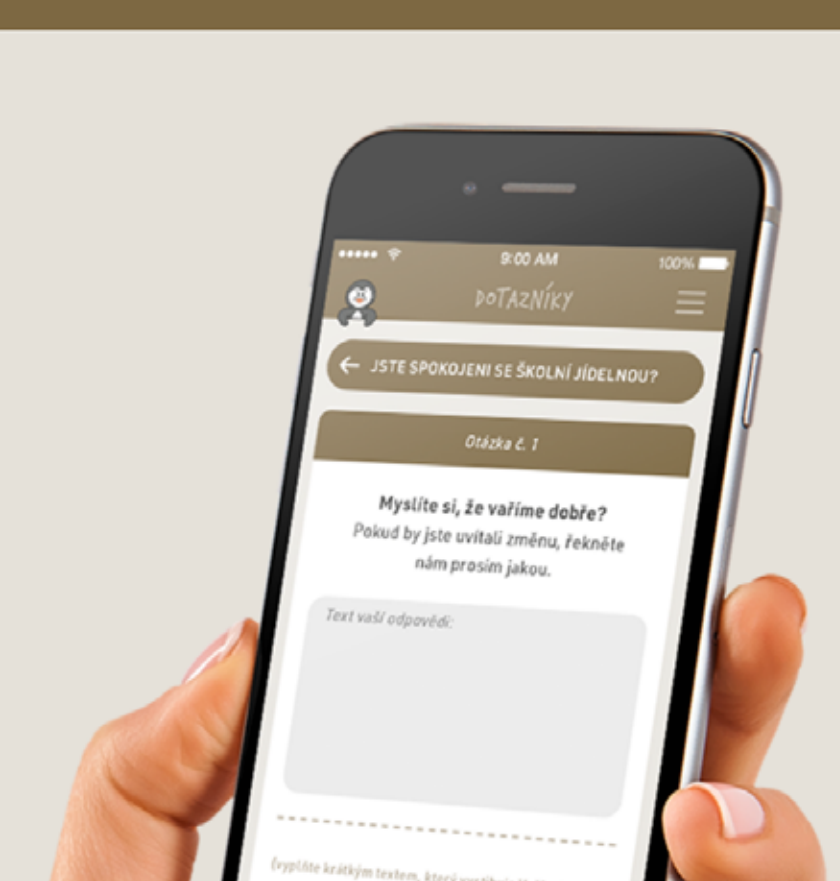 9:00 AM
100%
DOTAZNÍKY
← JSTE SPOKOJENI SE ŠKOLNÍ JÍDELNOU?
Otázka č. 1
Myslíte si, že vaříme dobře?
Pokud by jste uvítali změnu, řekněte
nám prosím jakou.
Text vaší odpovědi:
(vyplňte krátkým textem, který